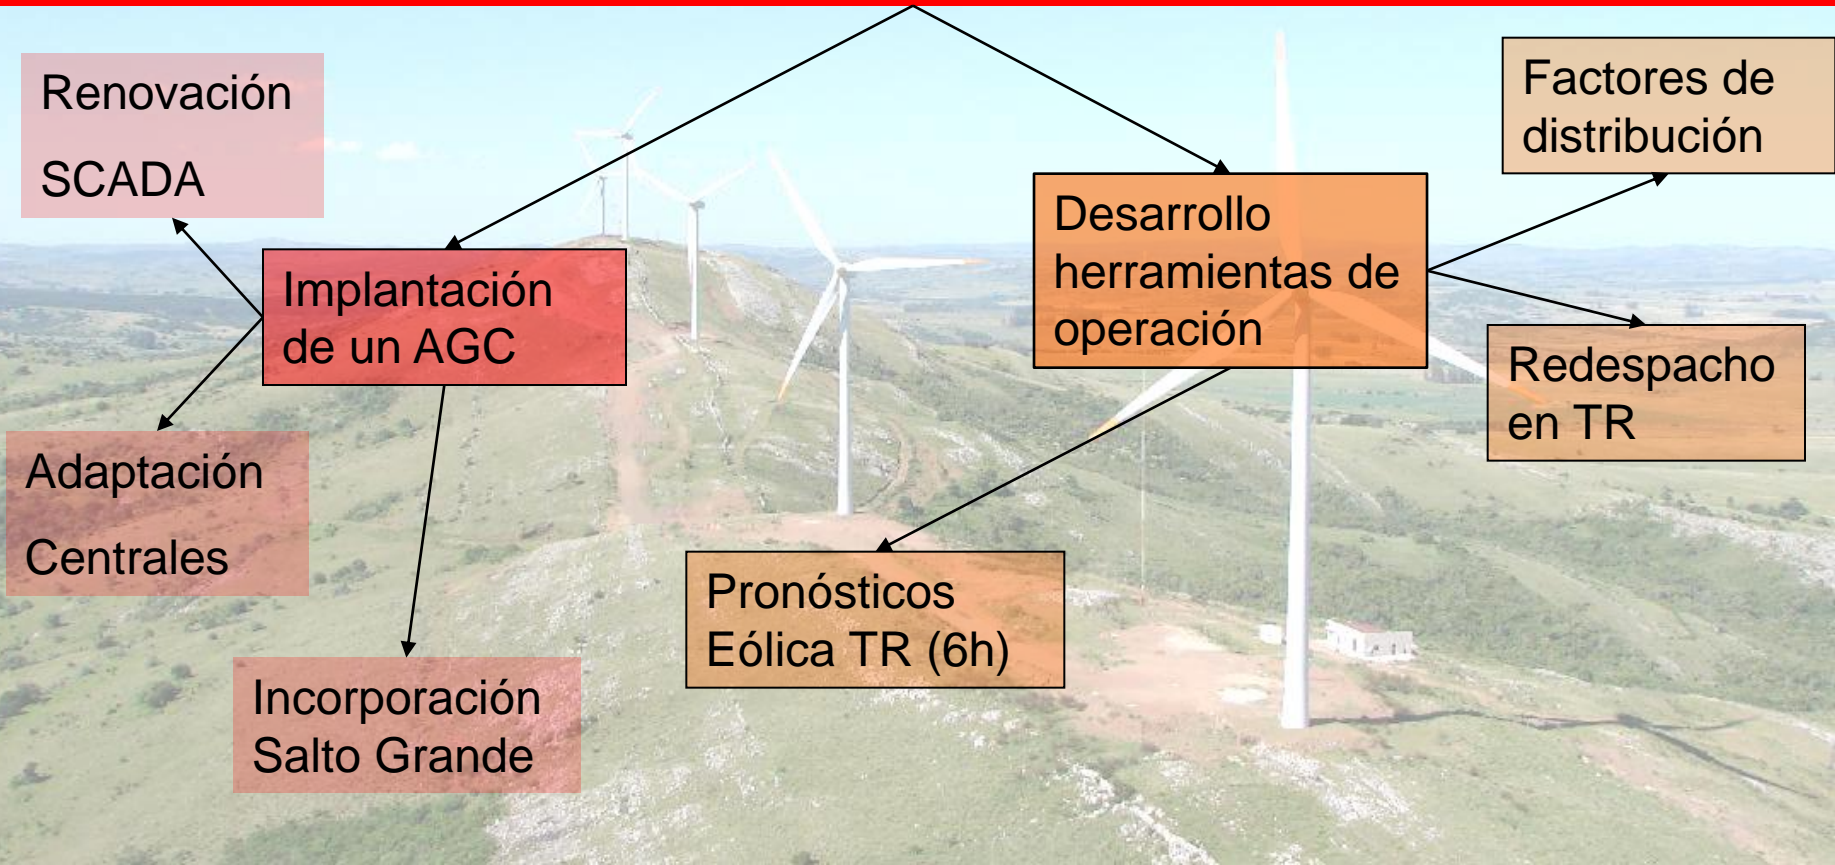 Renovación
SCADA
Factores de
distribución
Desarrollo
herramientas de
operación
Implantación
de un AGC
Redespacho
en TR
Adaptación
Centrales
Pronósticos
Eólica TR (6h)
Incorporación
Salto Grande